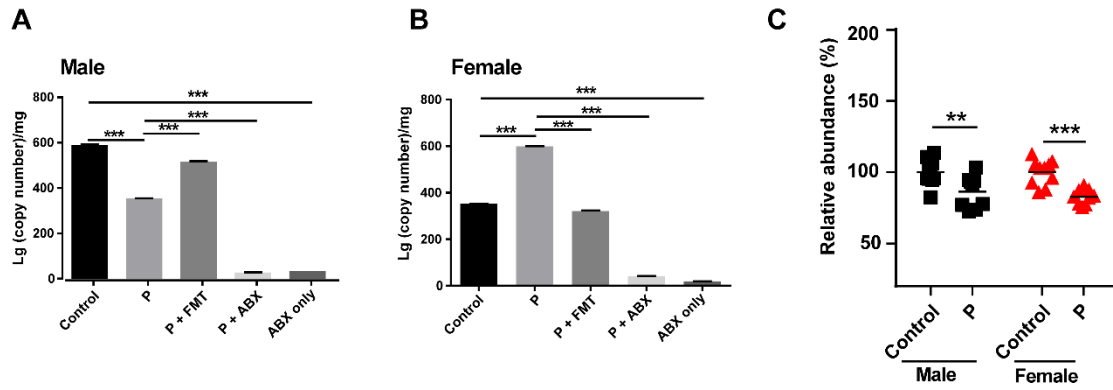 A
Male
Lg (copy number)/mg
800
600
400
200
0
***
***
***
***
Control
P
P + FMT
P + ABX
ABX only
B
Female
Lg (copy number)/mg
800
600
400
200
0
***
***
***
***
Control
P
P + FMT
P + ABX
ABX only
C
Relative abundance (%)
200
150
100
50
**
***
Control
P
Control
P
Male
Female